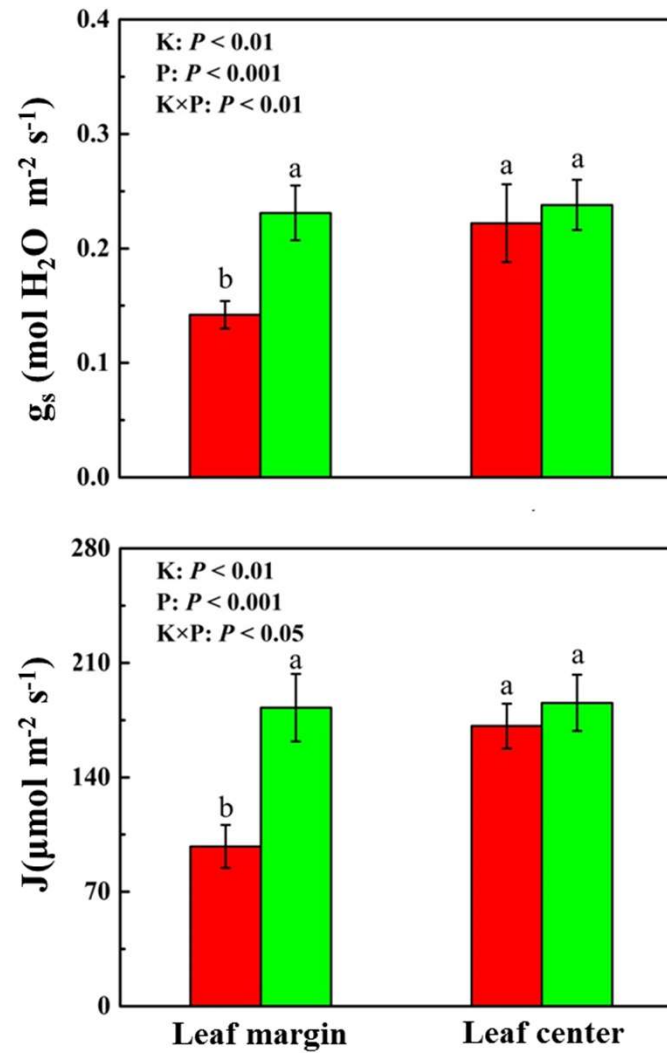 0.4
K: P < 0.01
P: P < 0.001
K×P: P < 0.01
0.3
a
a
a
b
0.2
0.1
0.0
gs (mol H2O m-2 s-1)
280
K: P < 0.01
P: P < 0.001
K×P: P < 0.05
210
a
a
a
b
140
70
0
J(μmol m-2 s-1)
Leaf margin
Leaf center